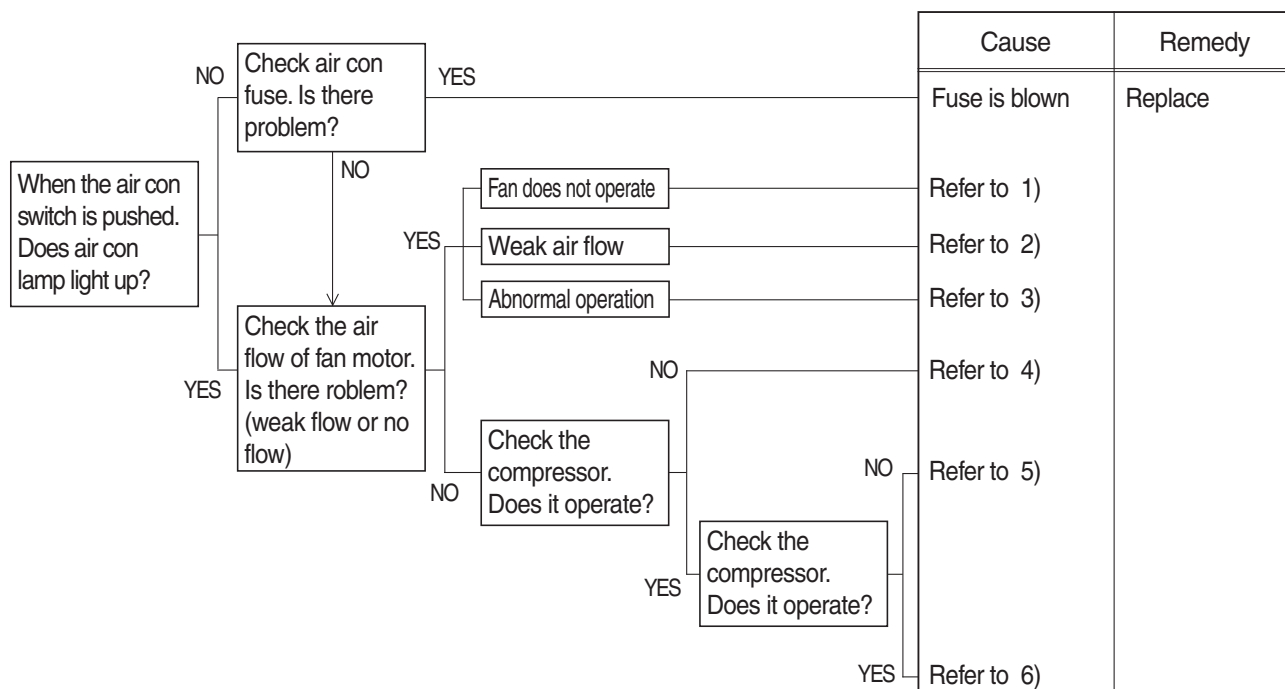 Cause
Remedy
NO
Check air con
fuse. Is there
problem?
YES
Fuse is blown
Replace
NO
When the air con
switch is pushed.
Does air con
lamp light up?
Fan does not operate
Refer to 1)
YES
Weak air flow
Refer to 2)
Abnormal operation
Refer to 3)
YES
Check the air
flow of fan motor.
Is there roblem?
(weak flow or no
flow)
NO
Refer to 4)
NO
Check the
compressor.
Does it operate?
NO
Refer to 5)
YES
Check the
compressor.
Does it operate?
YES
Refer to 6)